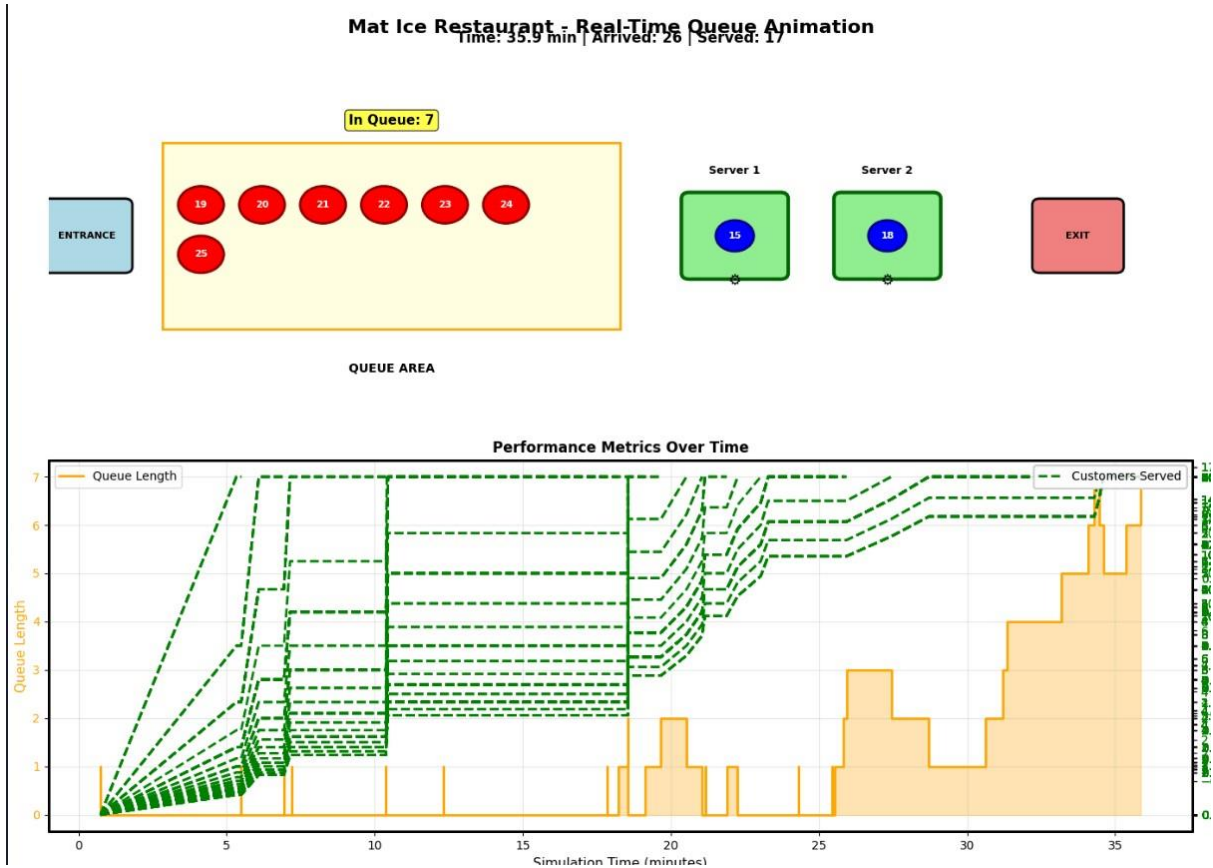 Mat Ice Restaurant - Real-Time Queue Animation
Time: 35.9 min | Arrived: 26 | Served: 17
In Queue: 7
Server 1
Server 2
19
20
21
22
23
24
ENTRANCE
15
18
EXIT
25
QUEUE AREA
Performance Metrics Over Time
Queue Length
Customers Served
7
6
5
4
3
2
1
0
Queue Length
0
5
10
15
20
25
30
35
Simulation Time (minutes)